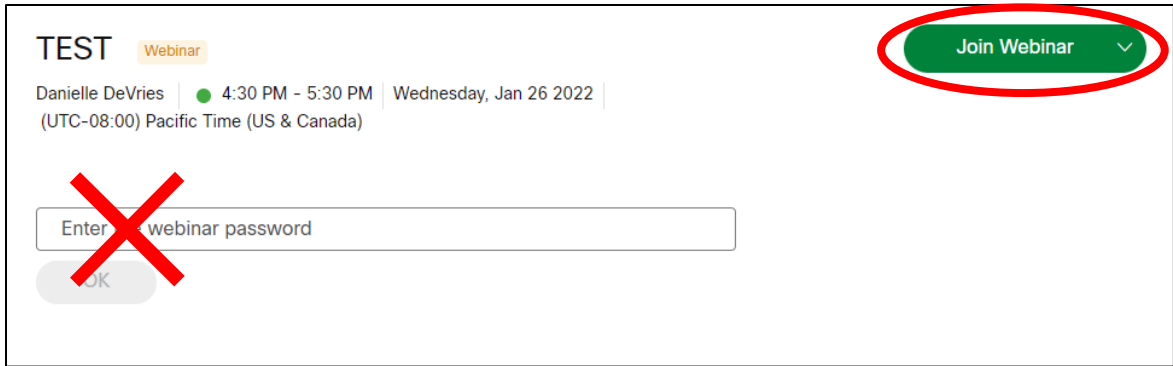 TEST Webinar
Join Webinar
Danielle DeVries 4:30 PM - 5:30 PM Wednesday, Jan 26 2022
(UTC-08:00) Pacific Time (US & Canada)
Enter webinar password
OK